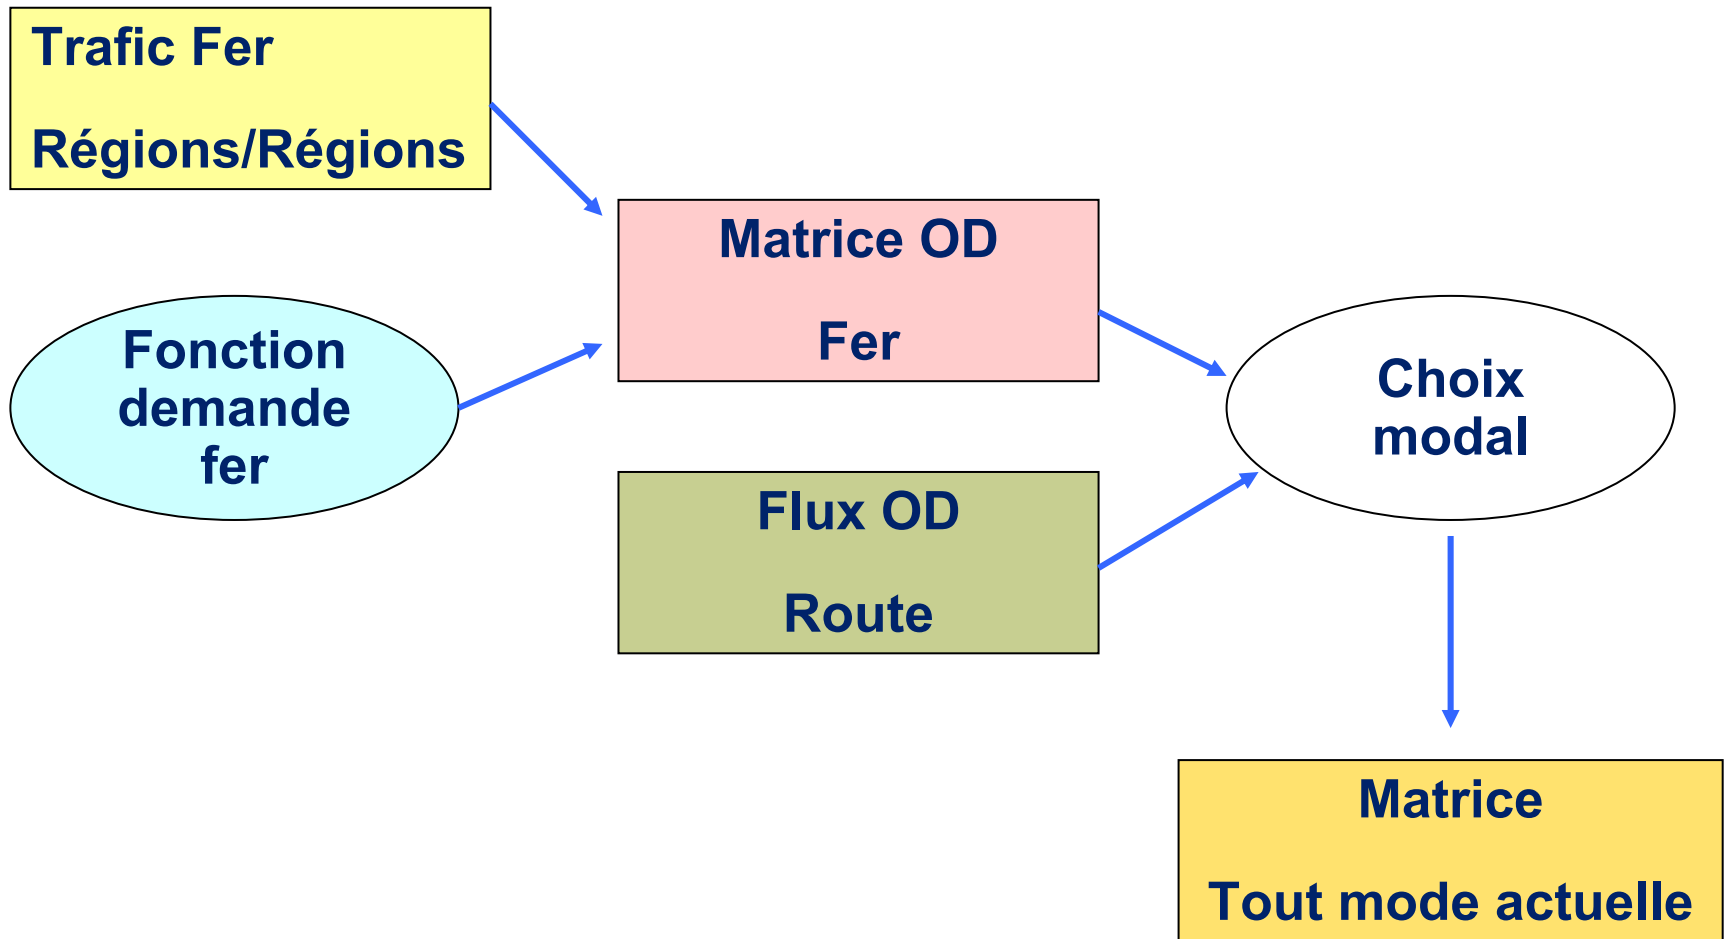 Trafic Fer
Régions/Régions
Matrice OD
Fer
Fonction
demande
fer
Choix
modal
Flux OD
Route
Matrice
Tout mode actuelle